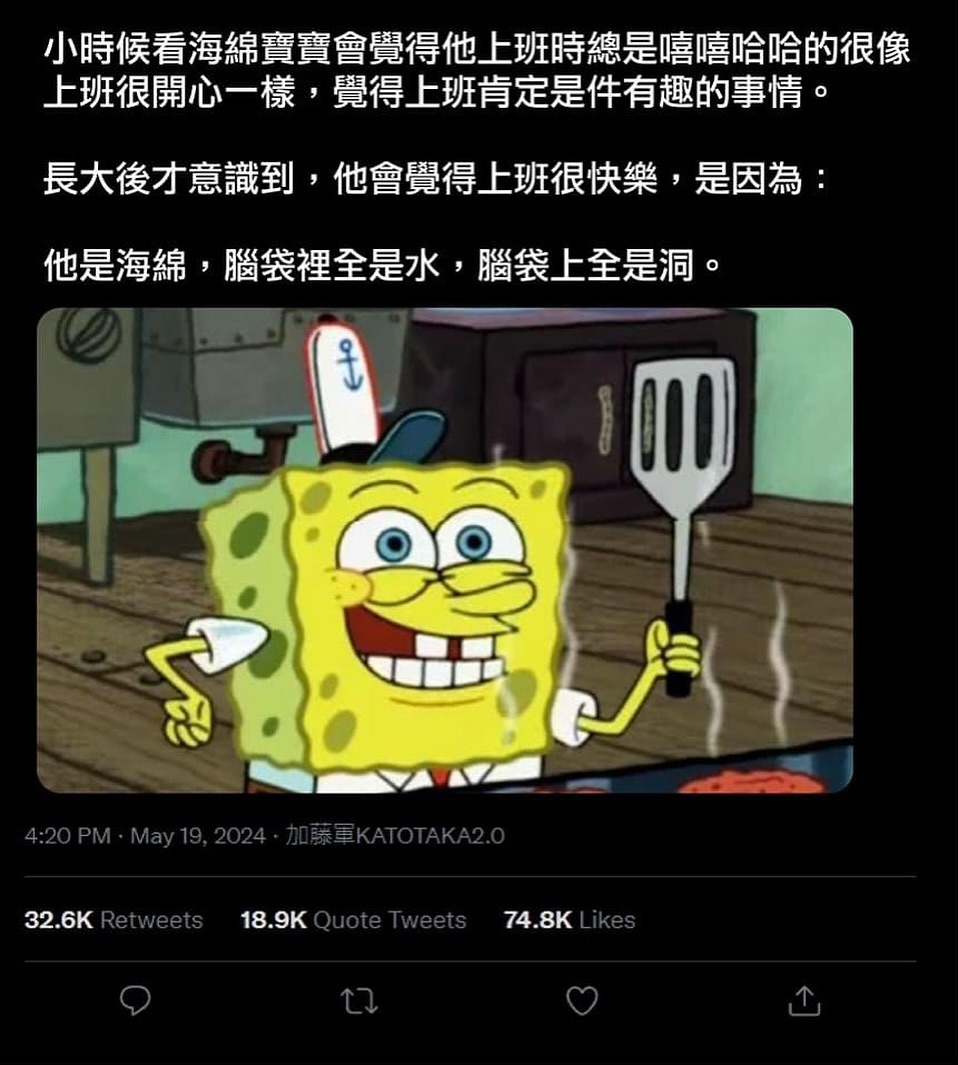 小時候看海綿寶寶會覺得他上班時總是嘻嘻哈哈的很像
上班很開心一樣，覺得上班肯定是件有趣的事情。
長大後才意識到，他會覺得上班很快樂，是因為：
他是海綿，腦袋裡全是水，腦袋上全是洞。
4:20 PM · May 19, 2024 · 加藤軍KATOTAKA2.0
32.6K Retweets 18.9K Quote Tweets 74.8K Likes